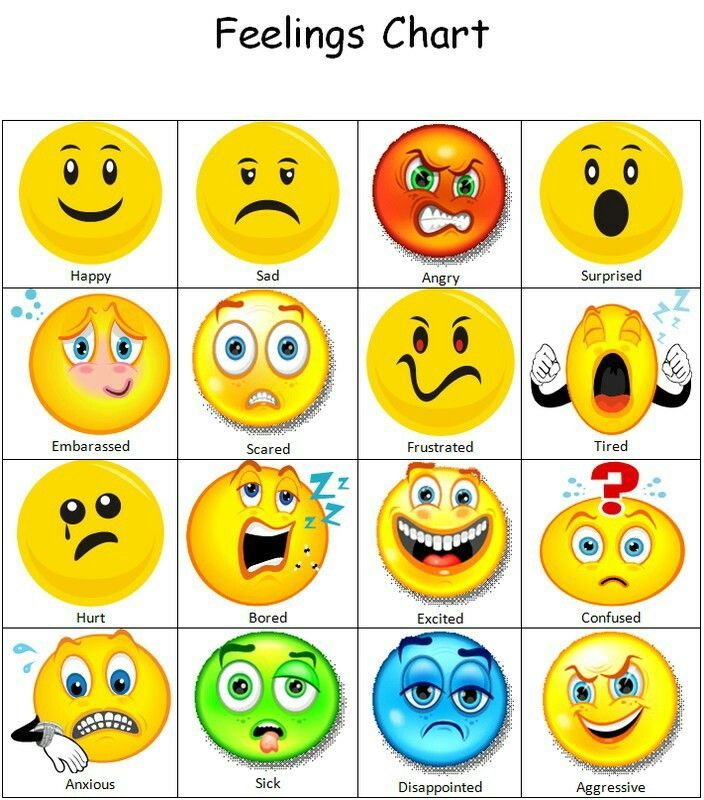 Feelings Chart
Happy
Sad
Angry
Surprised
Embarassed
Scared
Frustrated
Tired
Hurt
Bored
Excited
Confused
Anxious
Sick
Disappointed
Aggressive
z z
z
z
Z z
z Z
?